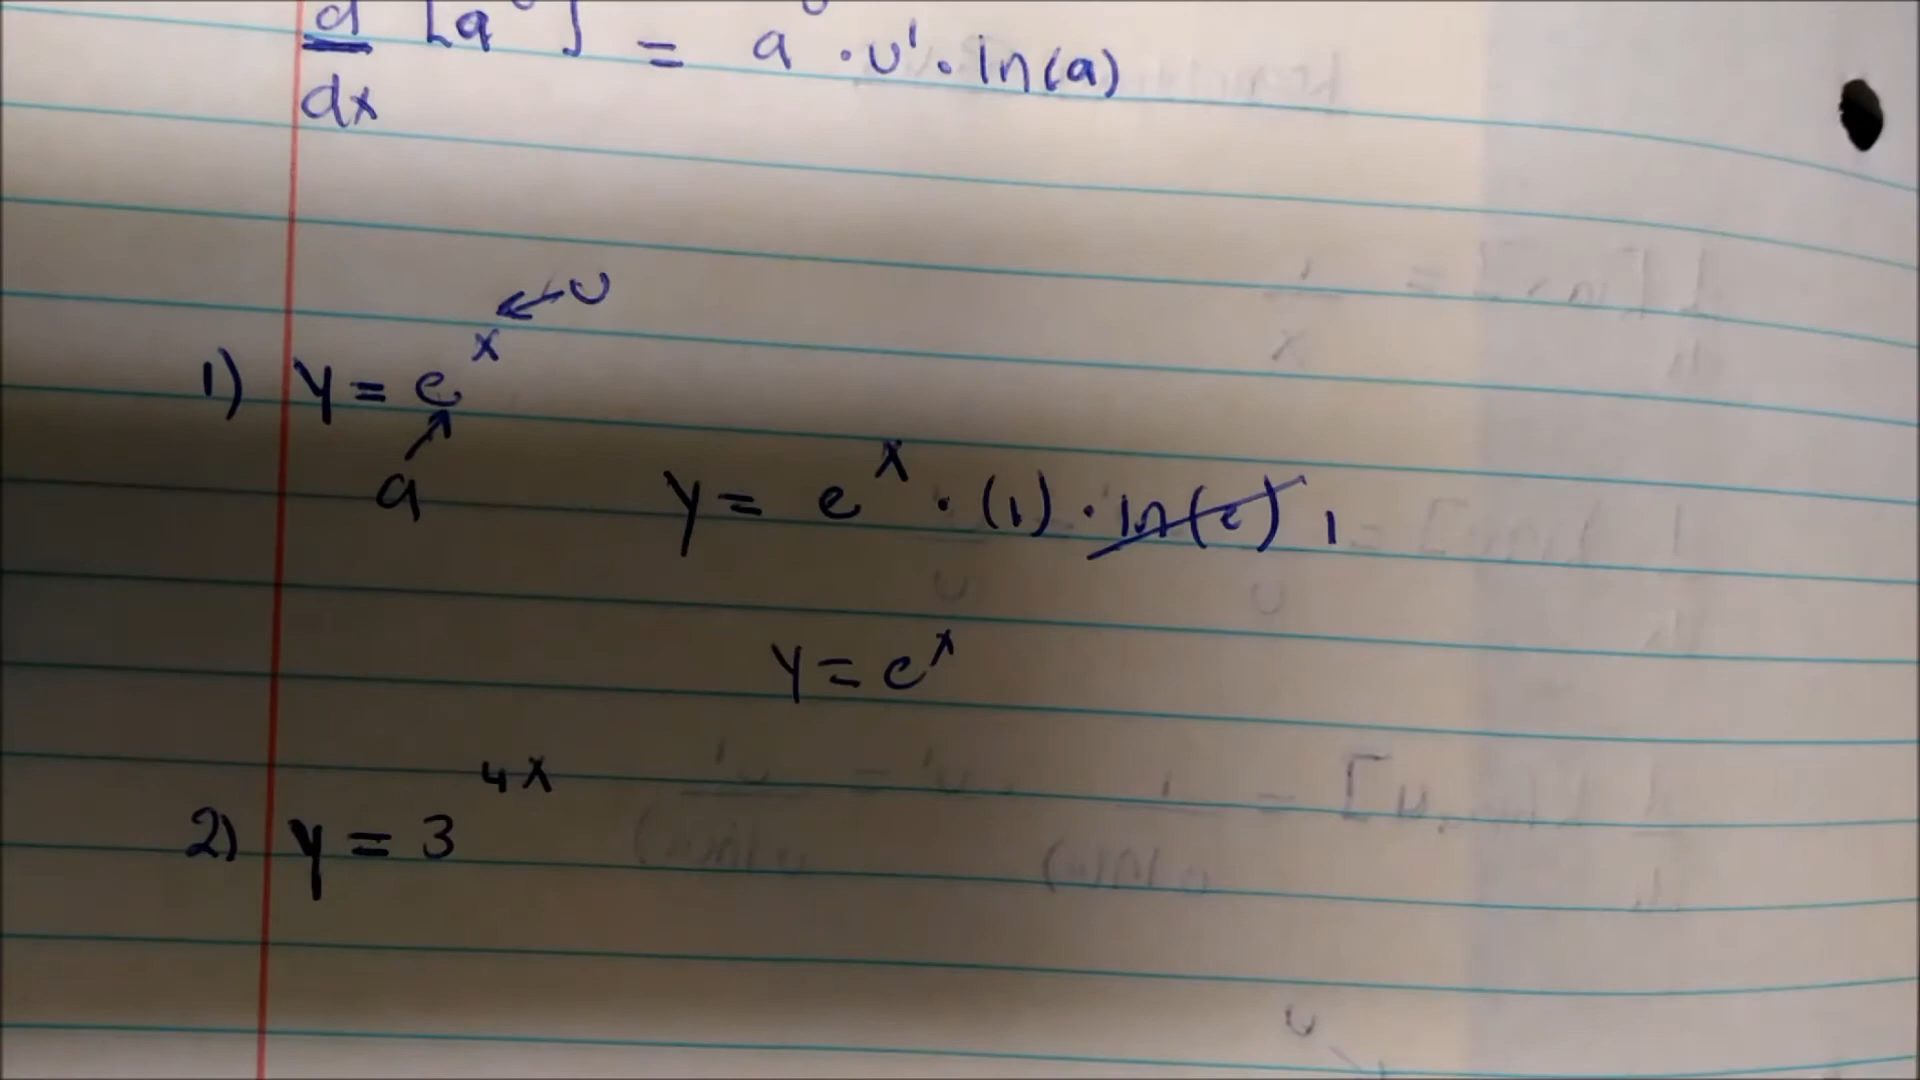 d/dx [a^u] = a^u · u' · ln(a)
← u
1) y = e^x
a
y = e^x · (1) · ln(e) 1
y = e^x
2) y = 3^4x